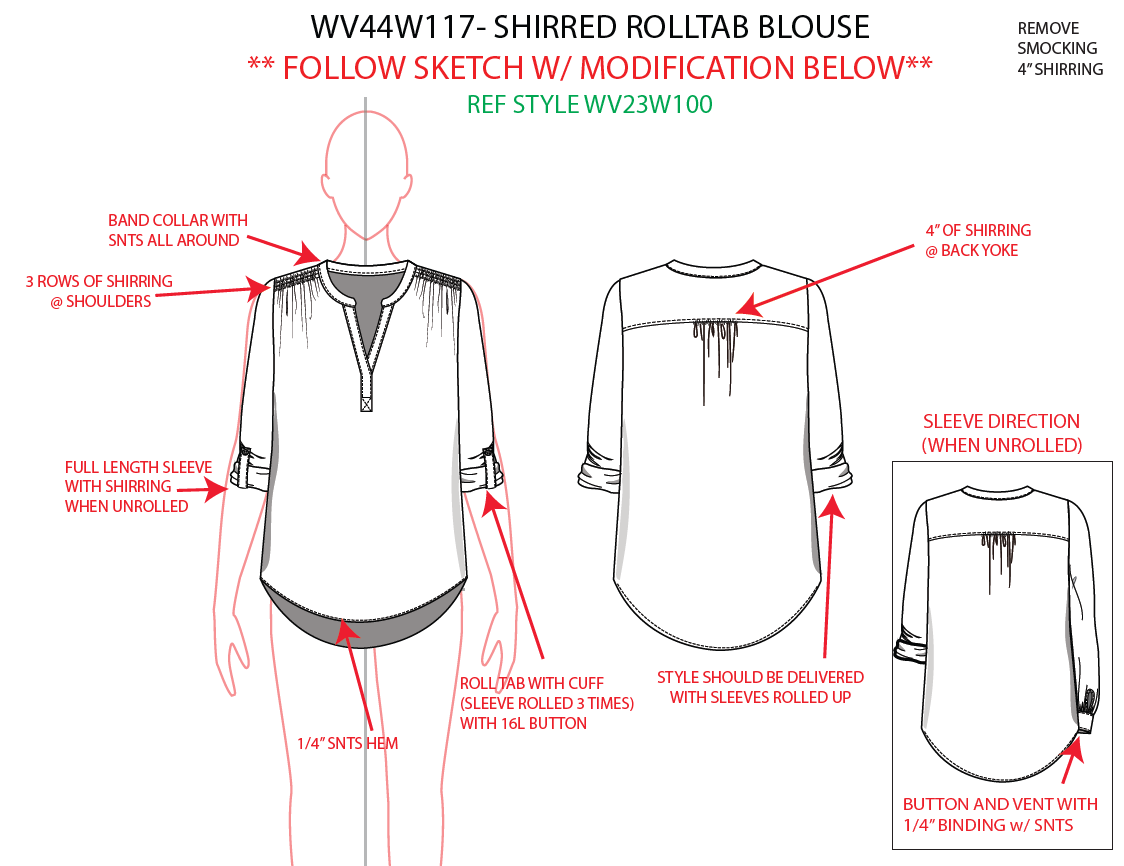 WV44W117- SHIRRED ROLLTAB BLOUSE
** FOLLOW SKETCH W/ MODIFICATION BELOW**
REF STYLE WV23W100
REMOVE
SMOCKING
4” SHIRRING
BAND COLLAR WITH
SNTS ALL AROUND
3 ROWS OF SHIRRING
@ SHOULDERS
4” OF SHIRRING
@ BACK YOKE
FULL LENGTH SLEEVE
WITH SHIRRING
WHEN UNROLLED
SLEEVE DIRECTION
(WHEN UNROLLED)
ROLL TAB WITH CUFF
(SLEEVE ROLLED 3 TIMES)
WITH 16L BUTTON
STYLE SHOULD BE DELIVERED
WITH SLEEVES ROLLED UP
1/4” SNTS HEM
BUTTON AND VENT WITH
1/4” BINDING w/ SNTS